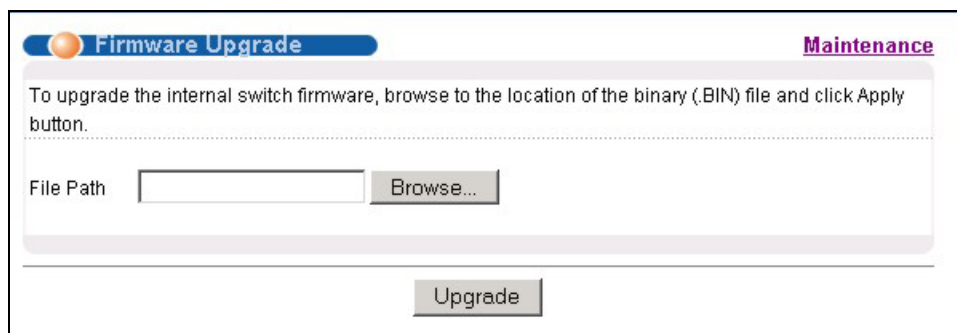 Firmware Upgrade
Maintenance
To upgrade the internal switch firmware, browse to the location of the binary (.BIN) file and click Apply
button.
File Path
Browse...
Upgrade